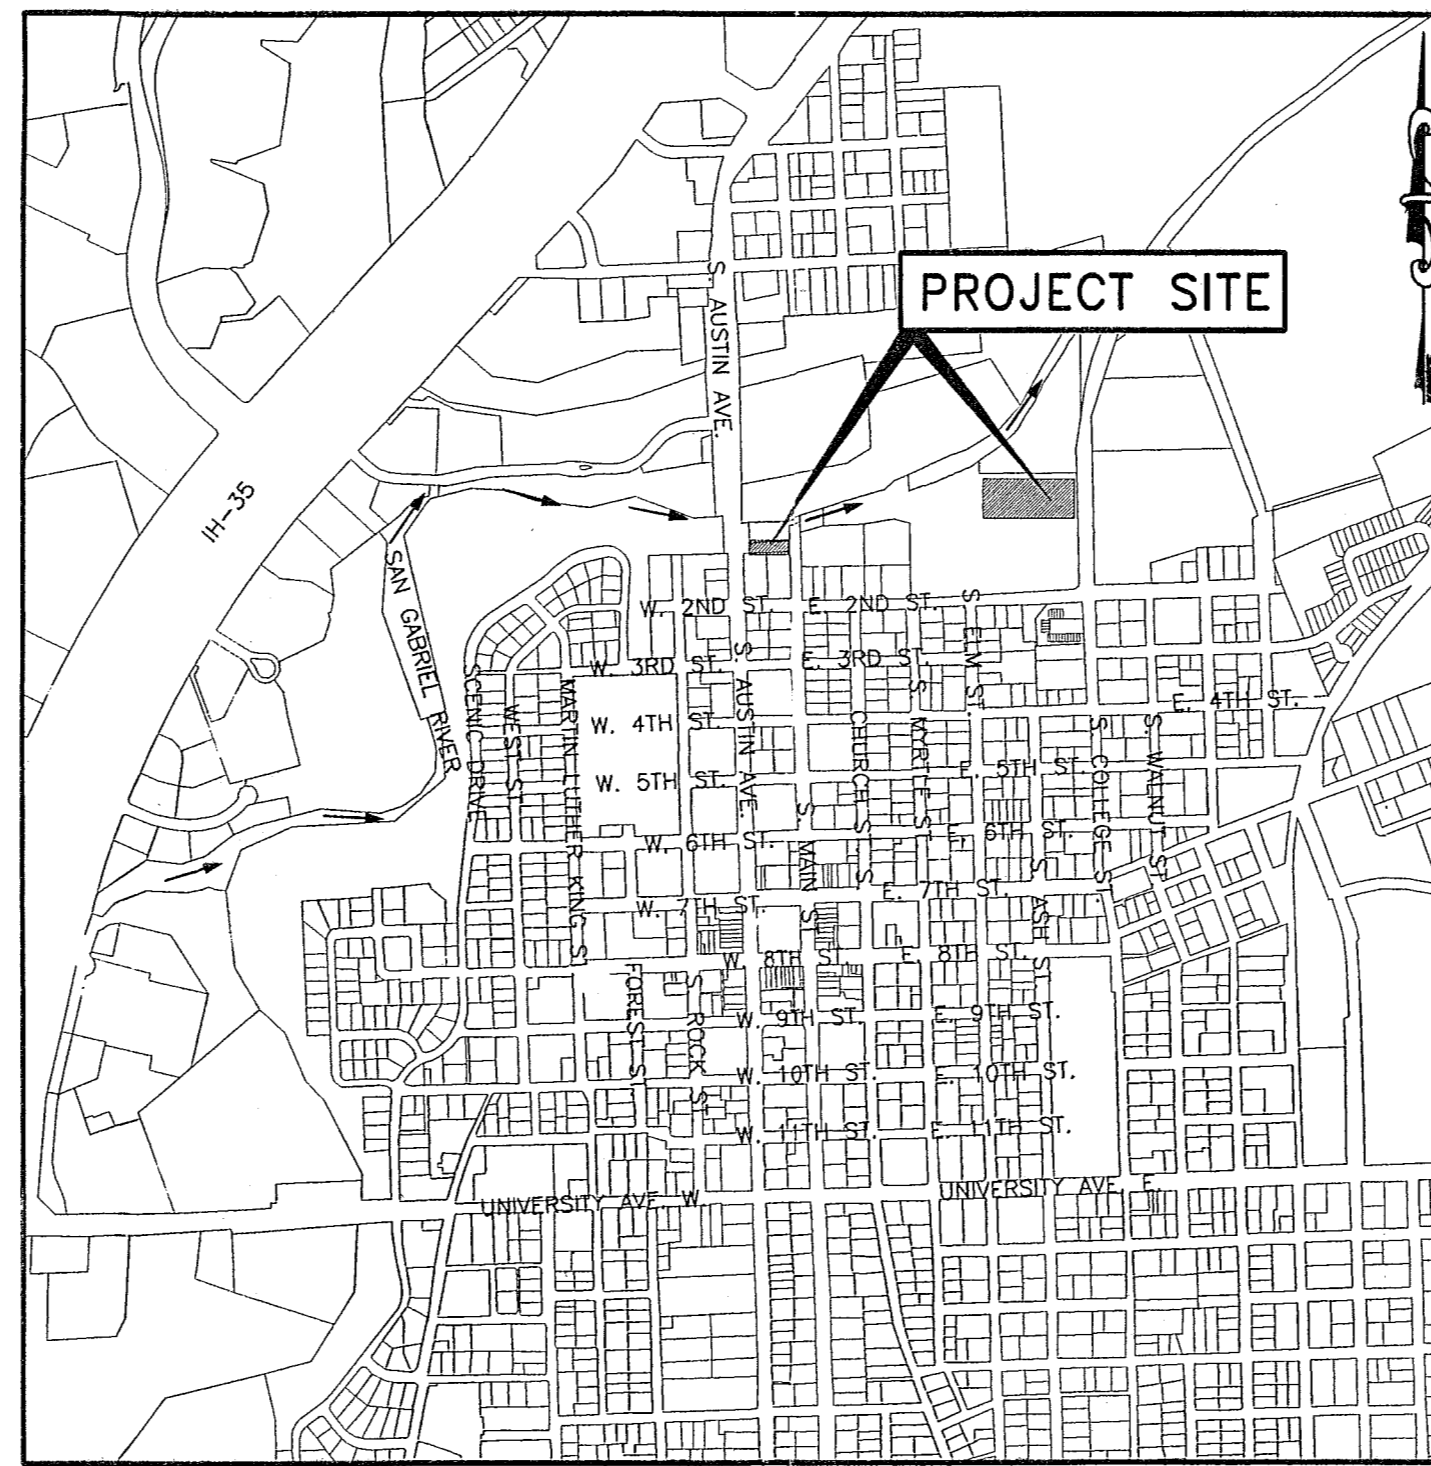 PROJECT SITE
S. AUSTIN AVE.
IH-35
SAN GABRIEL RIVER
W. 2ND ST.
E. 2ND ST.
S. ELM ST.
W. 3RD ST.
E. 3RD ST.
SCENIC DRIVE
WEST ST.
MARTIN LUTHER KING ST
S. AUSTIN AVE.
E. 4TH ST.
W. 4TH ST.
S. CHURCH ST.
S. MYRTLE ST.
S. COLLEGE ST.
S. WALNUT ST.
W. 5TH ST.
E. 5TH ST.
W. 6TH ST.
S. MAIN ST.
E. 6TH ST.
W. 7TH ST.
E. 7TH ST.
S. ASH ST.
W. 8TH ST.
E. 8TH ST.
FOREST ST.
S. ROCK ST.
W. 9TH ST.
E. 9TH ST.
W. 10TH ST.
E. 10TH ST.
W. 11TH ST.
E. 11TH ST.
UNIVERSITY AVE. W.
UNIVERSITY AVE. E.